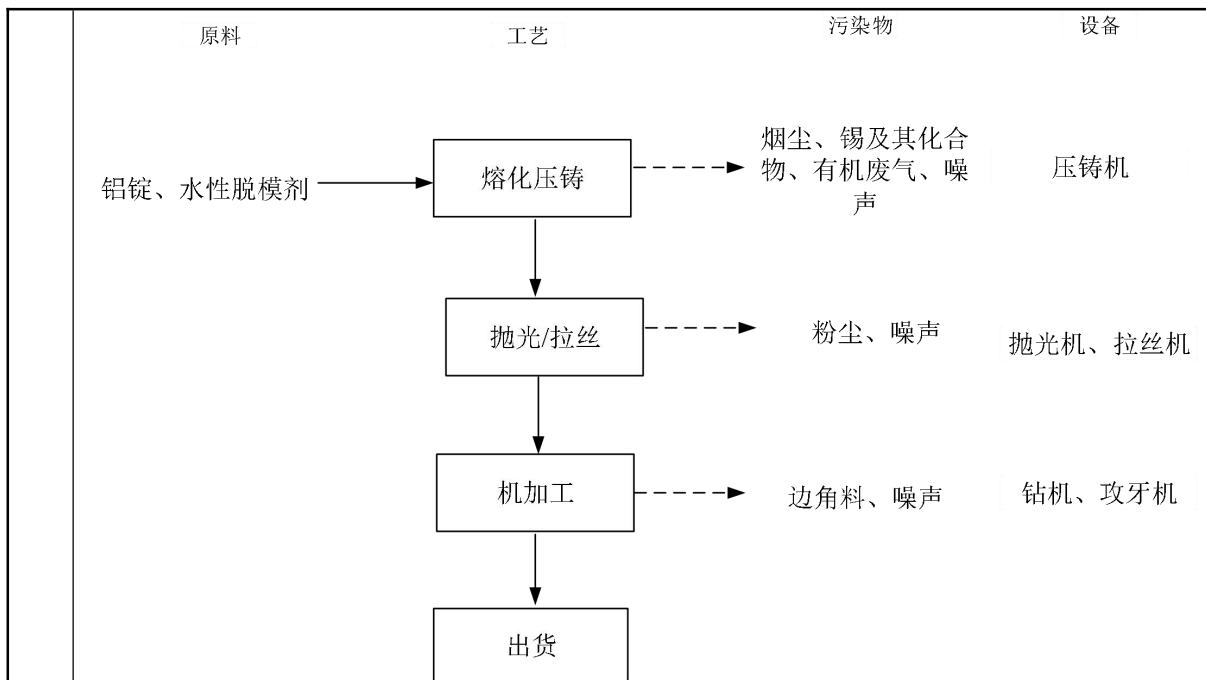 原料 工艺 污染物 设备
烟尘、锡及其化合
铝锭、水性脱模剂 熔化压铸 物、有机废气、噪 压铸机
声
抛光/拉丝 粉尘、噪声 抛光机、拉丝机
机加工 边角料、噪声 钻机、攻牙机
出货